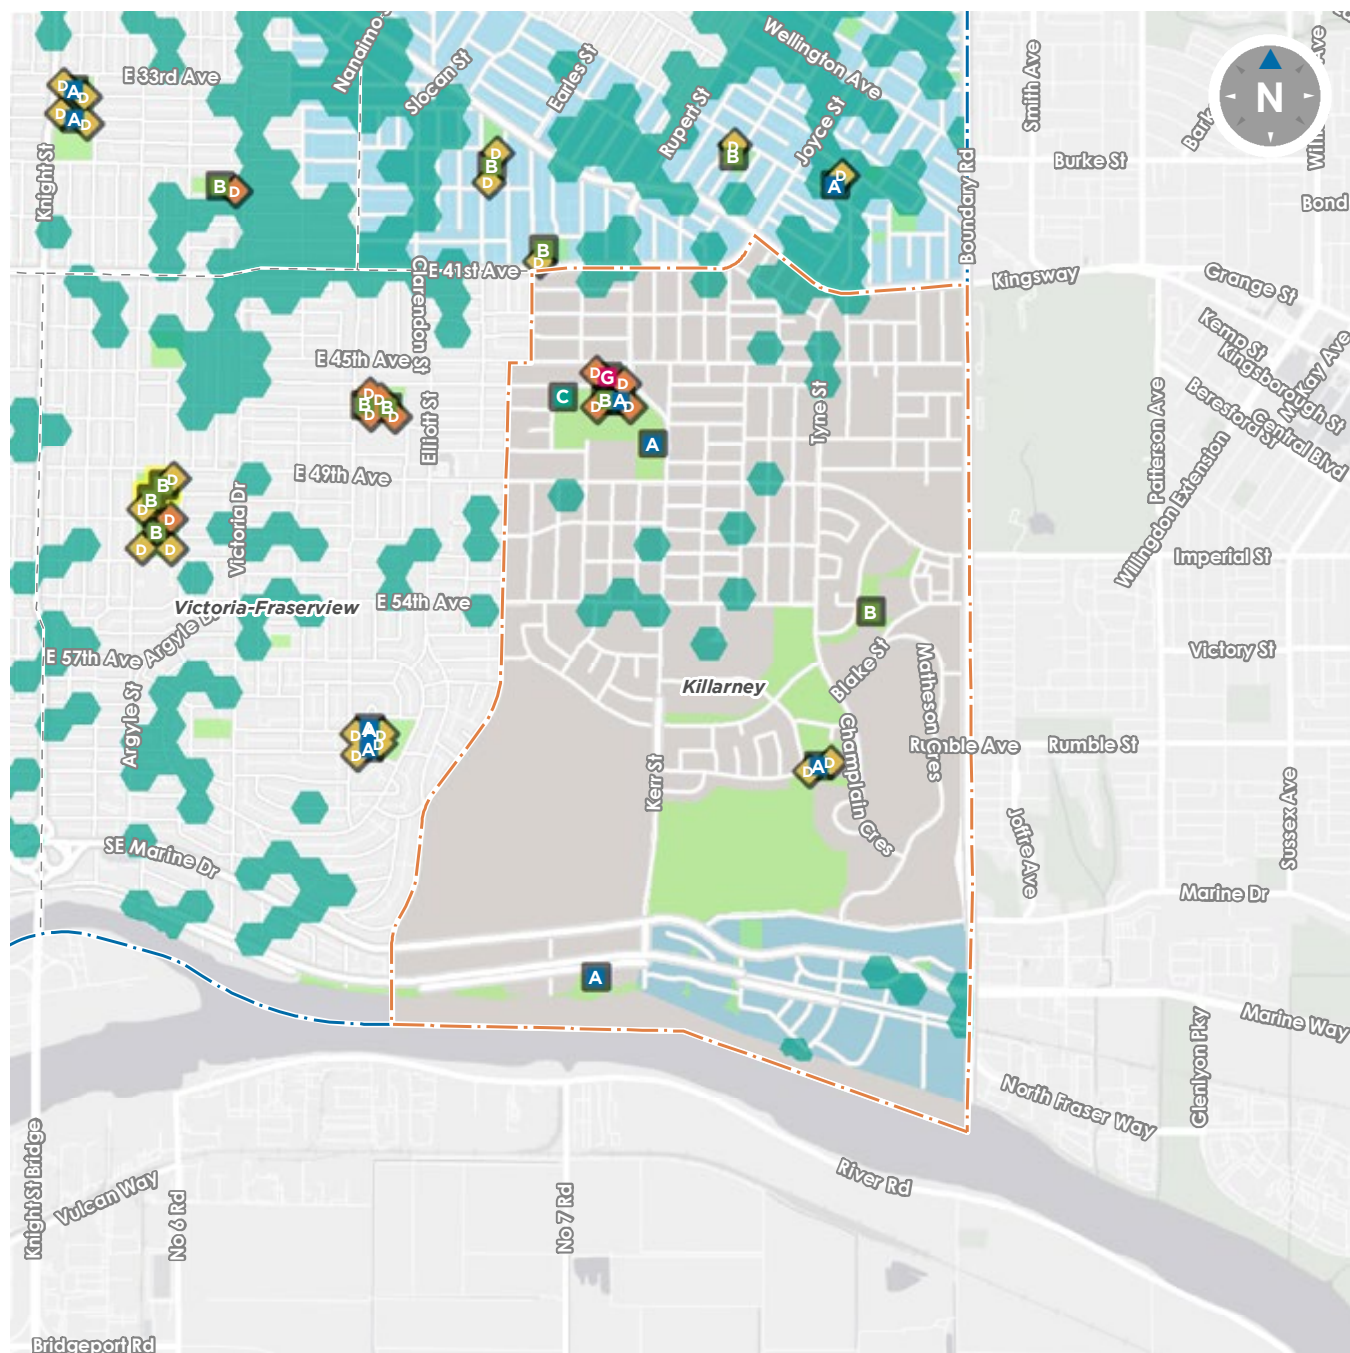 E 33rd Ave
Nanaimo S
Slocan St
Earles St
Wellington Ave
Rupert St
Joyce St
Smith Ave
Burke St
Bond
N
Knight St
Boundary Rd
E 41st Ave
Clarendon St
Kingsway
Grange St
Kemp St
Kingsborough St
McKay Ave
Beresford St
Central Blvd
E 45th Ave
Elliott St
Tyne St
Patterson Ave
Willingdon Extension
E 49th Ave
Victoria Dr
Imperial St
Victoria-Fraserview
E 54th Ave
Argyle Dr
E 57th Ave
Victory St
Blake St
Matheson Cres
Killarney
Argyle St
Rumble Ave
Rumble St
Kerr St
Champlain Cres
Joffre Ave
Sussex Ave
SE Marine Dr
Marine Dr
Marine Way
Glenlyon Pky
North Fraser Way
River Rd
Knight St Bridge
Vulcan Way
No 6 Rd
No 7 Rd
Bridgeport Rd
D
A
D
D
A
D
B
D
D
B
D
D
B
D
A
B
D
D
G
D
C
D
B
A
D
A
D
B
D
B
D
D
B
D
B
D
D
B
D
D
B
A
D
D
D
A
D
D
A
D
A